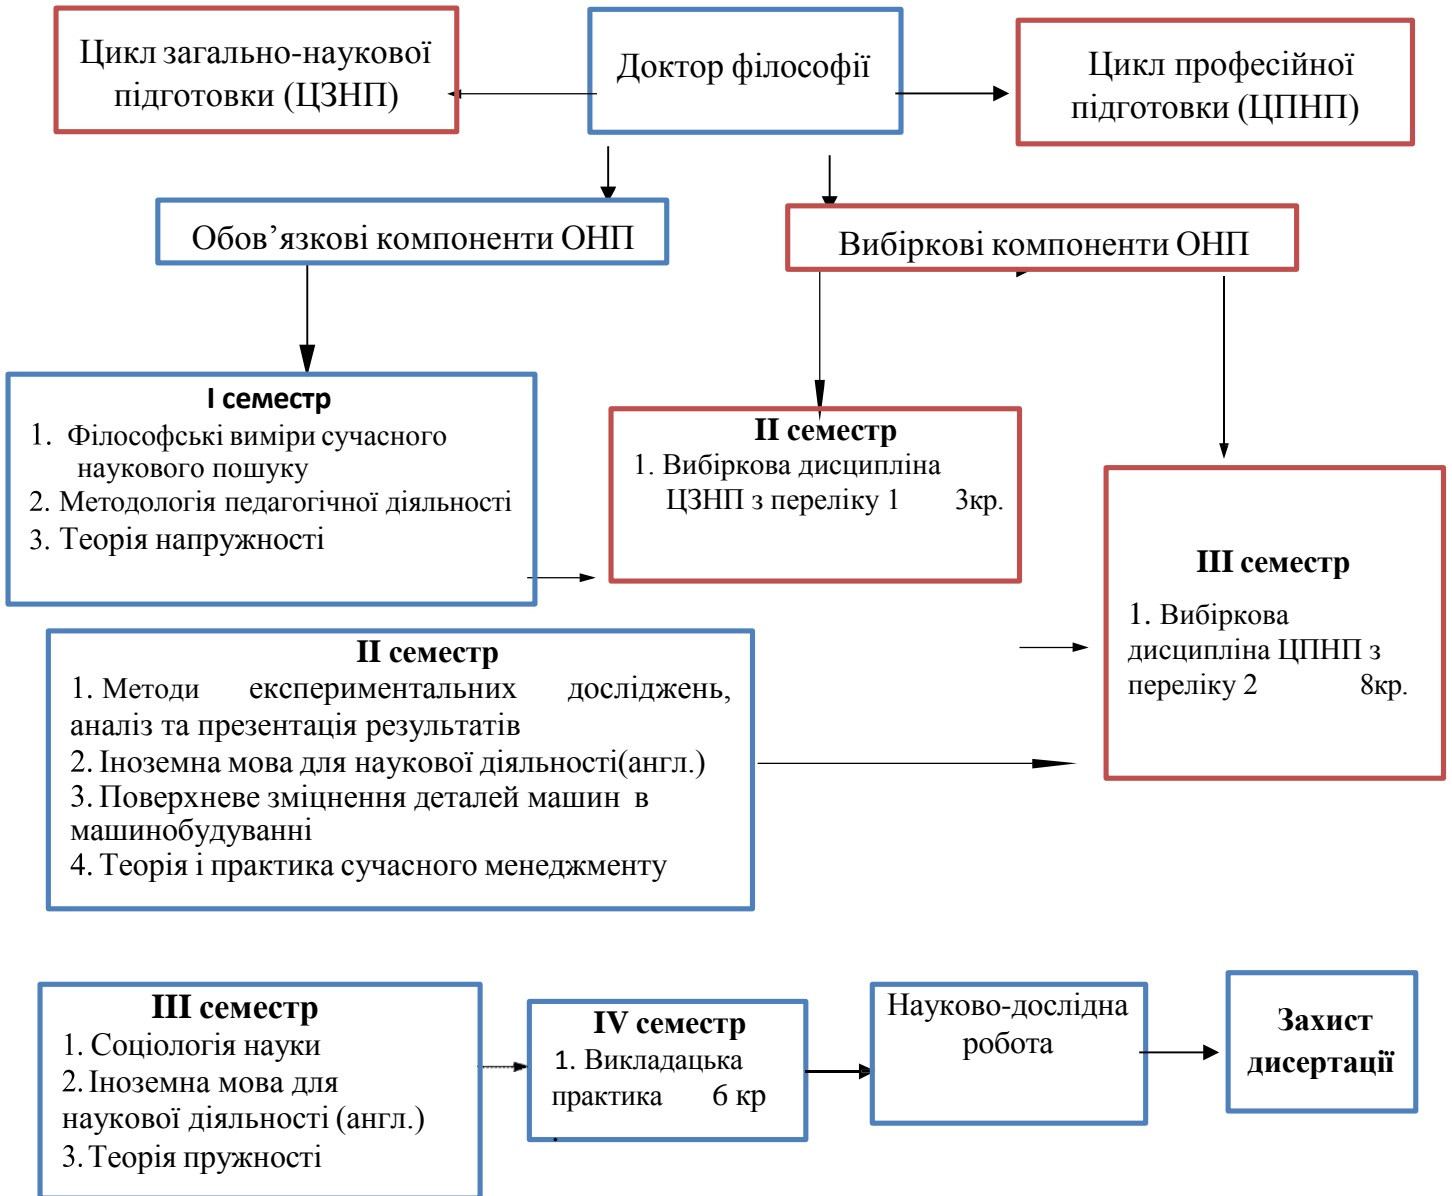 Цикл загально-наукової
підготовки (ЦЗНП)
Доктор філософії
Цикл професійної
підготовки (ЦПНП)
Обов’язкові компоненти ОНП
Вибіркові компоненти ОНП
І семестр
1. Філософські виміри сучасного
наукового пошуку
2. Методологія педагогічної діяльності
3. Теорія напружності
ІІ семестр
1. Вибіркова дисципліна
ЦЗНП з переліку 1 3кр.
ІІІ семестр
1. Вибіркова
дисципліна ЦПНП з
переліку 2 8кр.
ІІ семестр
1. Методи експериментальних досліджень,
аналіз та презентація результатів
2. Іноземна мова для наукової діяльності(англ.)
3. Поверхневе зміцнення деталей машин в
машинобудуванні
4. Теорія і практика сучасного менеджменту
ІІІ семестр
1. Соціологія науки
2. Іноземна мова для
наукової діяльності (англ.)
3. Теорія пружності
IV семестр
1. Викладацька
практика 6 кр
.
Науково-дослідна
робота
Захист
дисертації